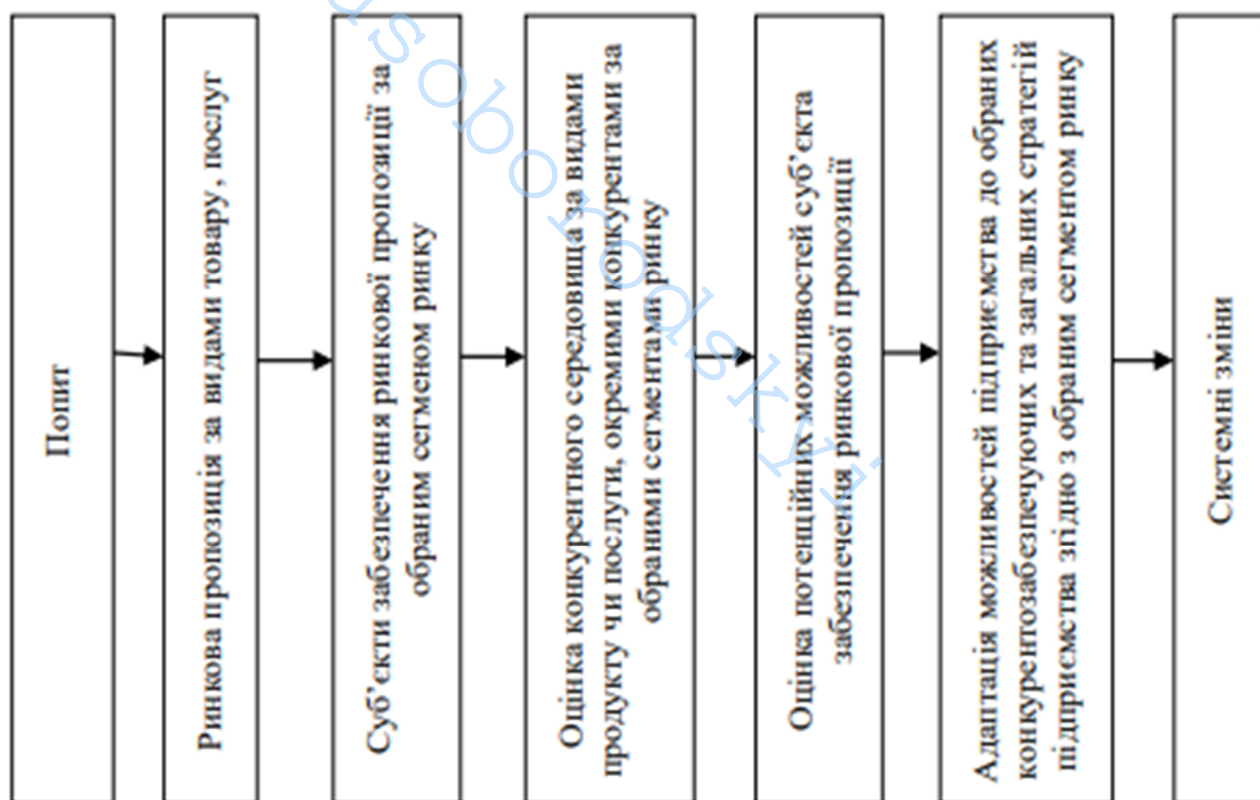 Попит
Ринкова пропозиція за видами товару, послуг
Суб’єкти забезпечення ринкової пропозиції за
обраним сегменом ринку
Оцінка конкурентного середовища за видами
продукту чи послуги, окремими конкурентами за
обраними сегментами ринку
Оцінка потенційних можливостей суб’єкта
забезпечення ринкової пропозиції
Адаптація можливостей підприємства до обраних
конкурентозабезпечуючих та загальних стратегій
підприємства згідно з обраним сегментом ринку
Системні зміни